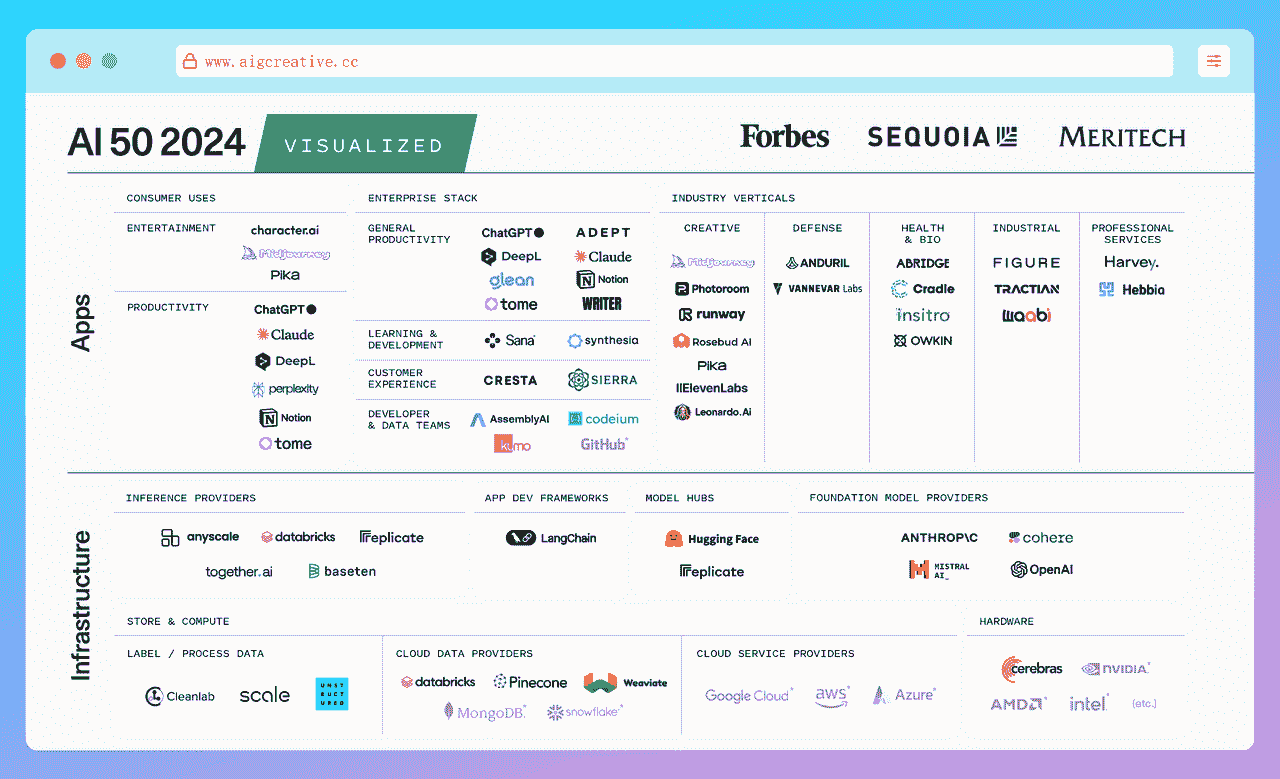 www.aigcreative.cc
AI 50 2024 VISUALIZED
Forbes SEQUOIA MERITECH
Apps
CONSUMER USES
ENTERTAINMENT
character.ai
Midjourney
Pika
PRODUCTIVITY
ChatGPT
Claude
DeepL
perplexity
Notion
tome
ENTERPRISE STACK
GENERAL
PRODUCTIVITY
ChatGPT ADEPT
DeepL Claude
glean Notion
tome WRITER
LEARNING &
DEVELOPMENT
Sana synthesia
CUSTOMER
EXPERIENCE
CRESTA SIERRA
DEVELOPER
& DATA TEAMS
AssemblyAI codeium
kumo GitHub*
INDUSTRY VERTICALS
CREATIVE
Midjourney
Photoroom
runway
Rosebud AI
Pika
IIElevenLabs
Leonardo.Ai
DEFENSE
ANDURIL
VANNEVAR Labs
HEALTH
& BIO
ABRIDGE
Cradle
insitro
OWKIN
INDUSTRIAL
FIGURE
TRACTIAN
waabi
PROFESSIONAL
SERVICES
Harvey.
Hebbia
Infrastructure
INFERENCE PROVIDERS
anyscale databricks replicate
together.ai baseten
APP DEV FRAMEWORKS
LangChain
MODEL HUBS
Hugging Face
replicate
FOUNDATION MODEL PROVIDERS
ANTHROP\C cohere
MISTRAL
AI_
OpenAI
STORE & COMPUTE
LABEL / PROCESS DATA
Cleanlab scale
UNST
RUCT
URED
CLOUD DATA PROVIDERS
databricks Pinecone Weaviate
MongoDB* snowflake*
CLOUD SERVICE PROVIDERS
Google Cloud* aws* Azure*
HARDWARE
cerebras NVIDIA*
AMD* intel* (etc.)